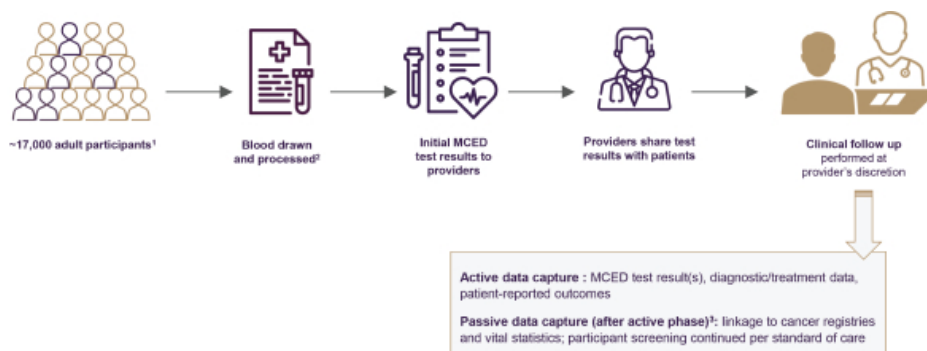 ~17,000 adult participants¹
Blood drawn
and processed²
Initial MCED
test results to
providers
Providers share test
results with patients
Clinical follow up
performed at
provider's discretion
Active data capture : MCED test result(s), diagnostic/treatment data,
patient-reported outcomes
Passive data capture (after active phase)³: linkage to cancer registries
and vital statistics; participant screening continued per standard of care